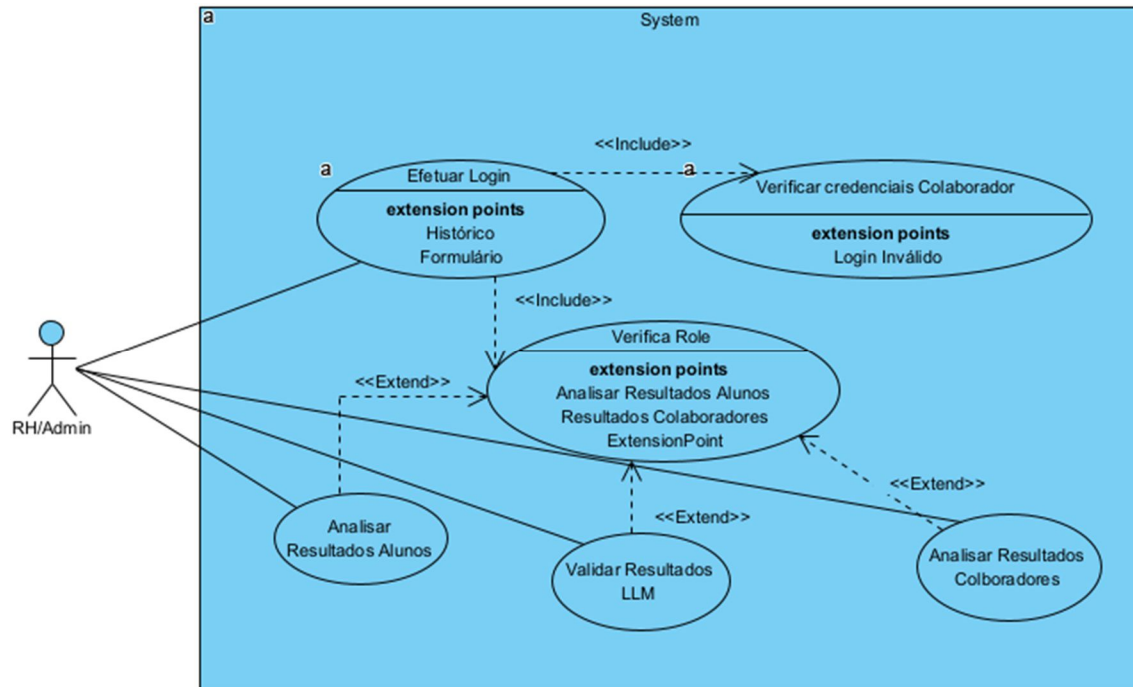 a
System
<<Include>>
a
Efetuar Login
extension points
Histórico
Formulário
a
Verificar credenciais Colaborador
extension points
Login Inválido
<<Include>>
Verifica Role
extension points
Analisar Resultados Alunos
Resultados Colaboradores
ExtensionPoint
<<Extend>>
RH/Admin
<<Extend>>
<<Extend>>
Analisar
Resultados Alunos
Validar Resultados
LLM
Analisar Resultados
Colboradores